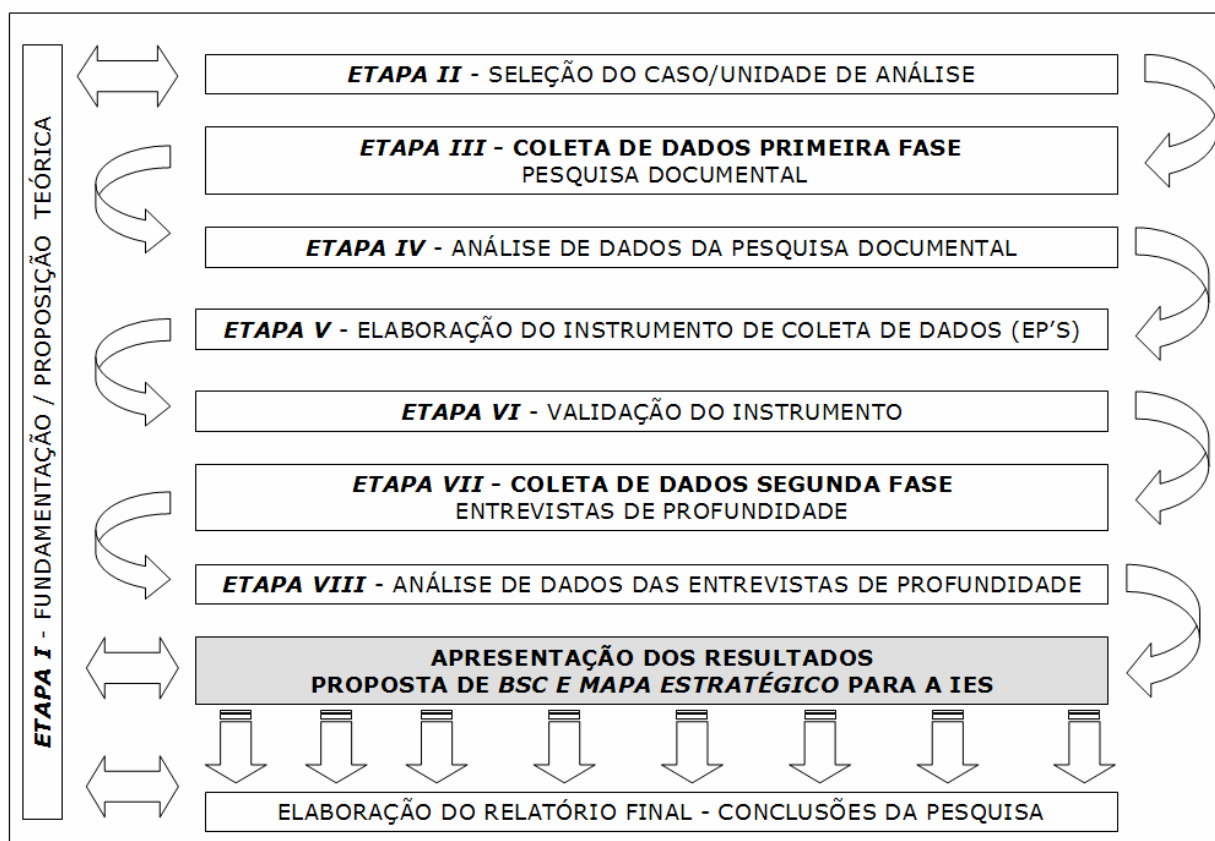 ETAPA I - FUNDAMENTAÇÃO / PROPOSIÇÃO TEÓRICA
ETAPA II - SELEÇÃO DO CASO/UNIDADE DE ANÁLISE
ETAPA III - COLETA DE DADOS PRIMEIRA FASE
PESQUISA DOCUMENTAL
ETAPA IV - ANÁLISE DE DADOS DA PESQUISA DOCUMENTAL
ETAPA V - ELABORAÇÃO DO INSTRUMENTO DE COLETA DE DADOS (EP’S)
ETAPA VI - VALIDAÇÃO DO INSTRUMENTO
ETAPA VII - COLETA DE DADOS SEGUNDA FASE
ENTREVISTAS DE PROFUNDIDADE
ETAPA VIII - ANÁLISE DE DADOS DAS ENTREVISTAS DE PROFUNDIDADE
APRESENTAÇÃO DOS RESULTADOS
PROPOSTA DE BSC E MAPA ESTRATÉGICO PARA A IES
ELABORAÇÃO DO RELATÓRIO FINAL - CONCLUSÕES DA PESQUISA